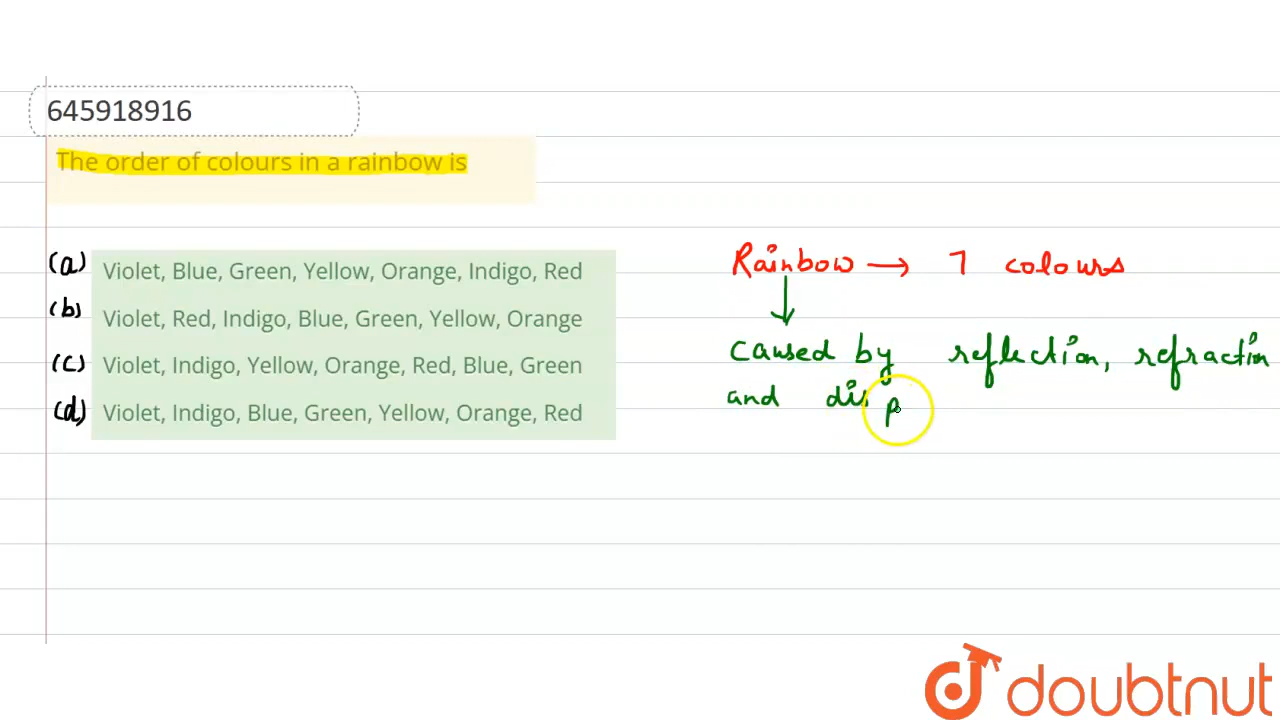 645918916
The order of colours in a rainbow is
(a) Violet, Blue, Green, Yellow, Orange, Indigo, Red
(b) Violet, Red, Indigo, Blue, Green, Yellow, Orange
(c) Violet, Indigo, Yellow, Orange, Red, Blue, Green
(d) Violet, Indigo, Blue, Green, Yellow, Orange, Red
Rainbow → 7 colours
↓
Caused by reflection, refraction
and disp
doubtnut